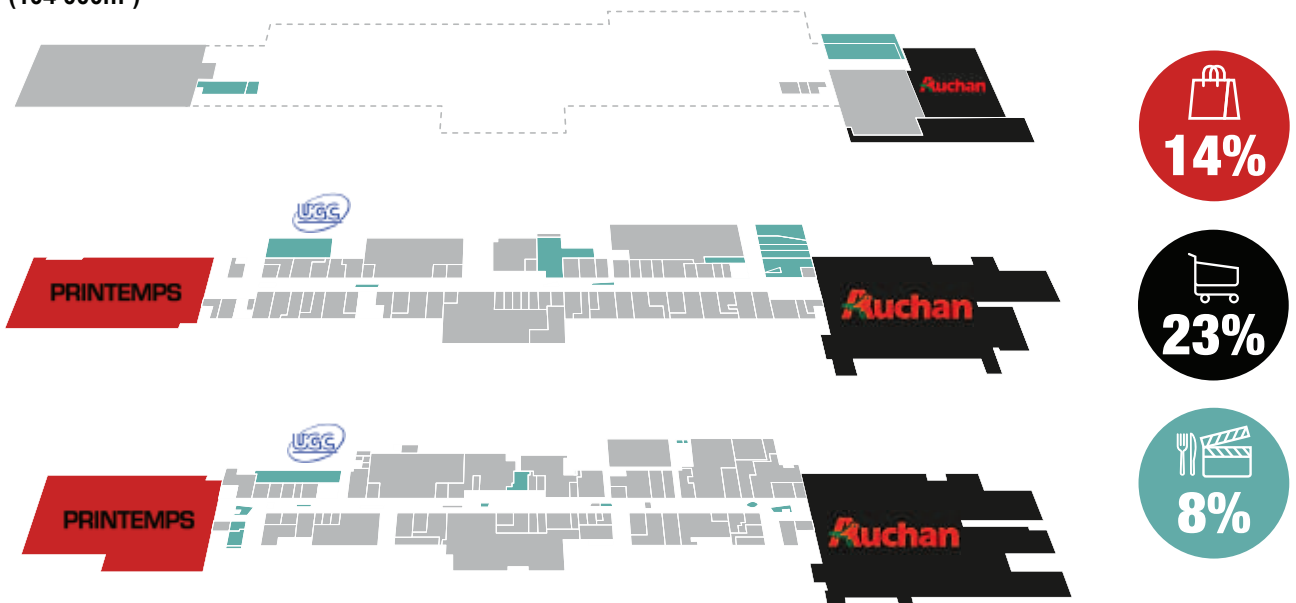 Auchan
14%
UGC
PRINTEMPS
Auchan
23%
UGC
PRINTEMPS
Auchan
8%